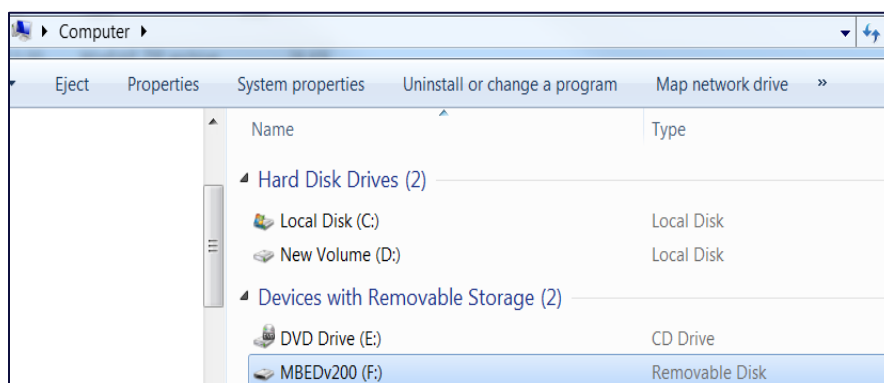 Computer
Eject Properties System properties Uninstall or change a program Map network drive »
Name Type
Hard Disk Drives (2)
Local Disk (C:) Local Disk
New Volume (D:) Local Disk
Devices with Removable Storage (2)
DVD Drive (E:) CD Drive
MBEDv200 (F:) Removable Disk